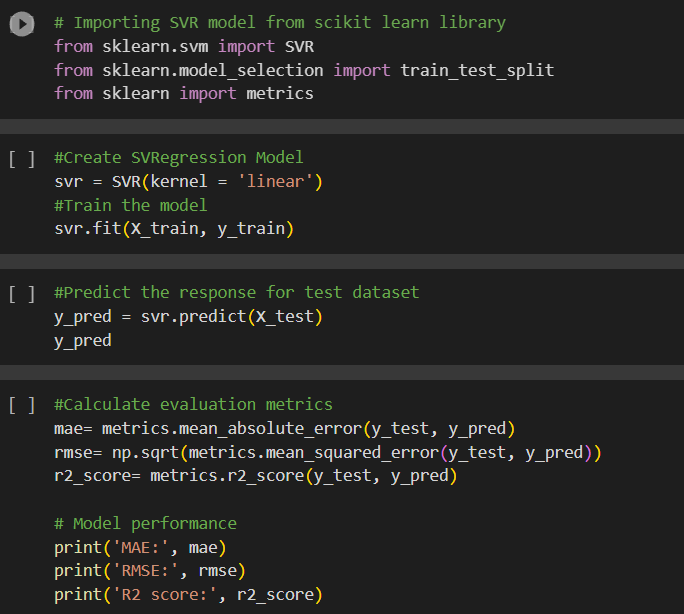 # Importing SVR model from scikit learn library
from sklearn.svm import SVR
from sklearn.model_selection import train_test_split
from sklearn import metrics
[ ] #Create SVRegression Model
svr = SVR(kernel = 'linear')
#Train the model
svr.fit(X_train, y_train)
[ ] #Predict the response for test dataset
y_pred = svr.predict(X_test)
y_pred
[ ] #Calculate evaluation metrics
mae= metrics.mean_absolute_error(y_test, y_pred)
rmse= np.sqrt(metrics.mean_squared_error(y_test, y_pred))
r2_score= metrics.r2_score(y_test, y_pred)
# Model performance
print('MAE:', mae)
print('RMSE:', rmse)
print('R2 score:', r2_score)